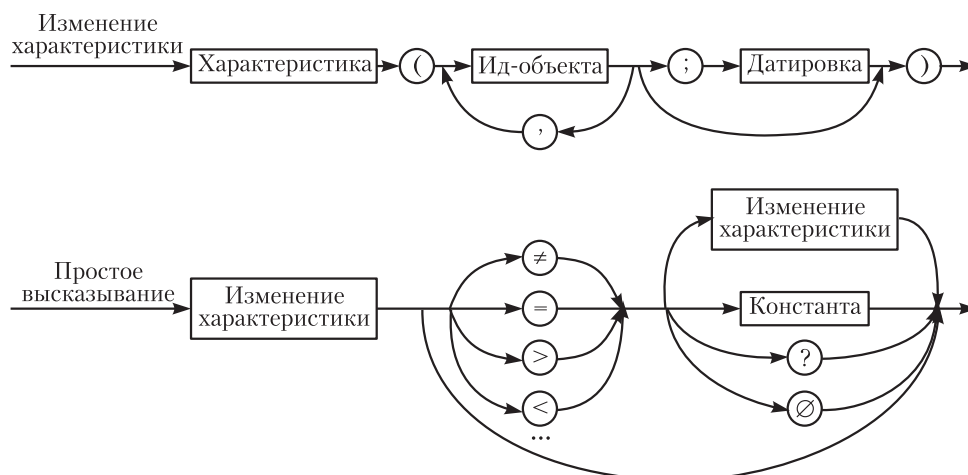 Изменение
характеристики
Характеристика ( Ид-объекта ; Датировка )
,
Изменение
характеристики
Простое
высказывание
Изменение
характеристики
≠
= Константа
> ?
< ∅
...